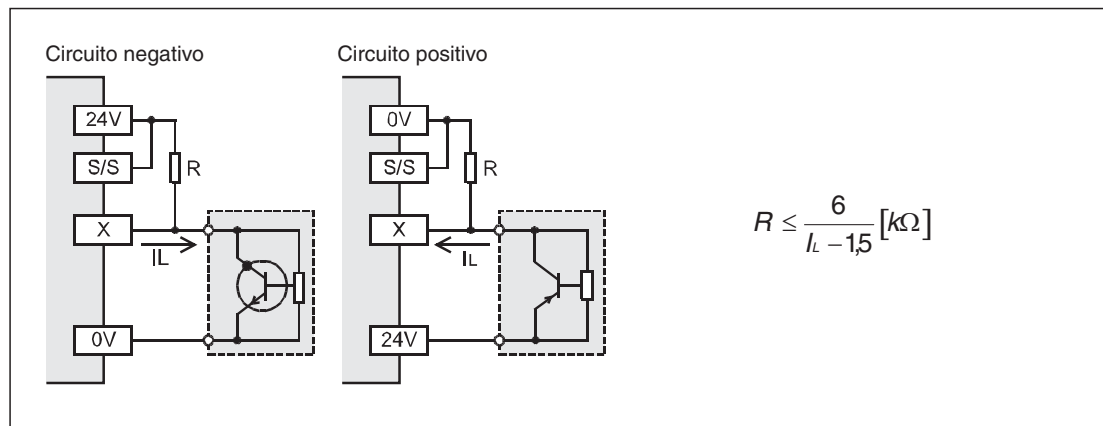 Circuito negativo
24V
S/S
R
X
IL
0V
Circuito positivo
0V
S/S
R
X
IL
24V
R ≤ 6 / (IL – 1,5) [kΩ]